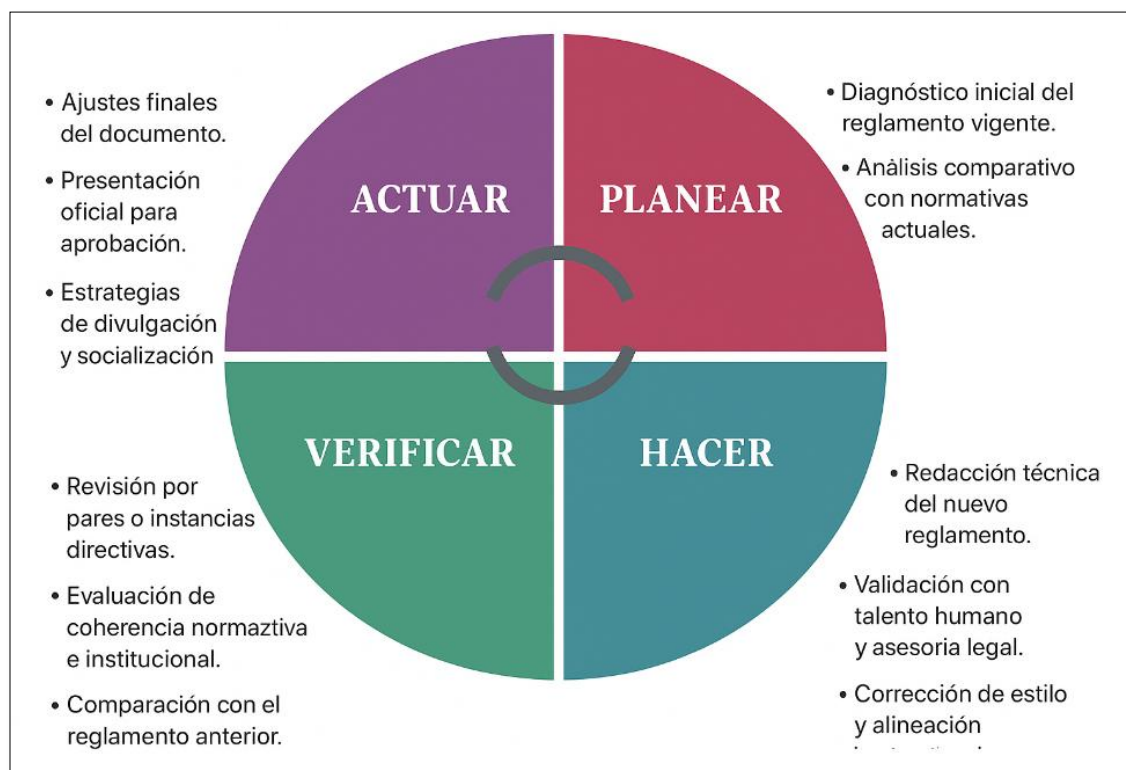 ACTUAR
• Ajustes finales
del documento.
• Presentación
oficial para
aprobación.
• Estrategias
de divulgación
y socialización
PLANEAR
• Diagnóstico inicial del
reglamento vigente.
• Análisis comparativo
con normativas
actuales.
VERIFICAR
• Revisión por
pares o instancias
directivas.
• Evaluación de
coherencia normaztiva
e institucional.
• Comparación con el
reglamento anterior.
HACER
• Redacción técnica
del nuevo
reglamento.
• Validación con
talento humano
y asesoria legal.
• Corrección de estilo
y alineación